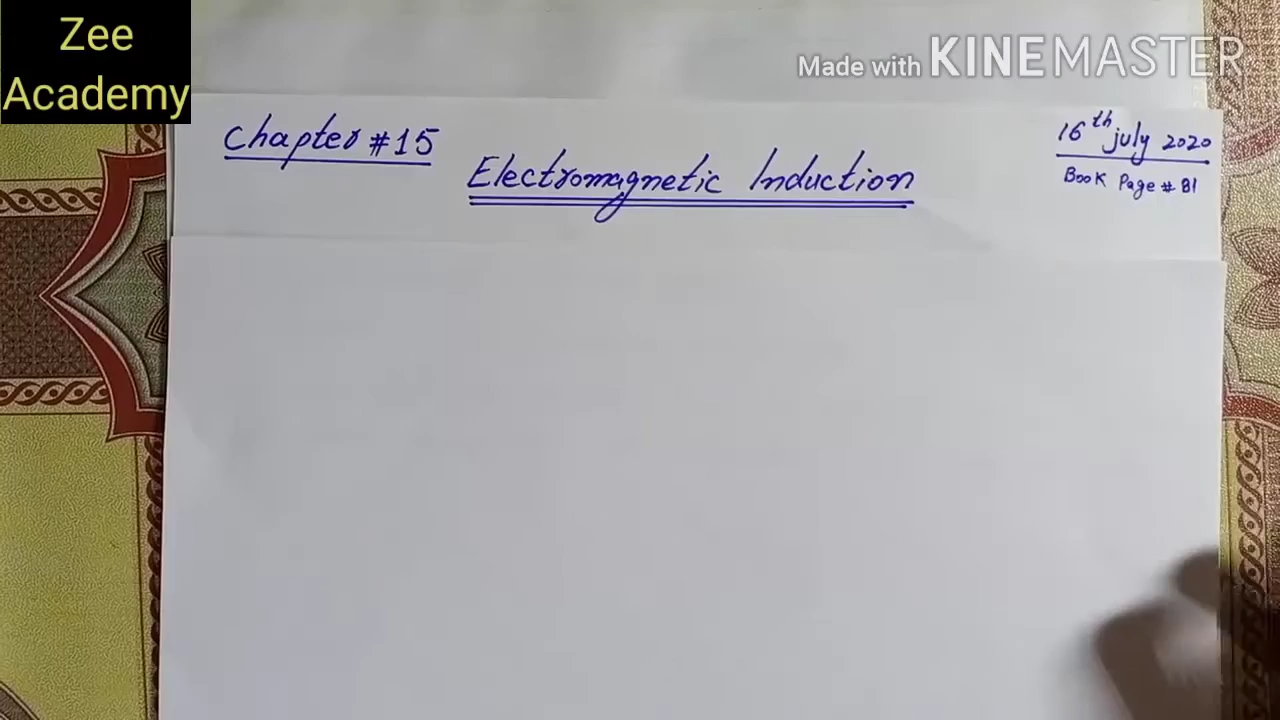 Zee
Academy
Made with KINEMASTER
Chapter #15
16th july 2020
Electromagnetic Induction
Book Page # 81